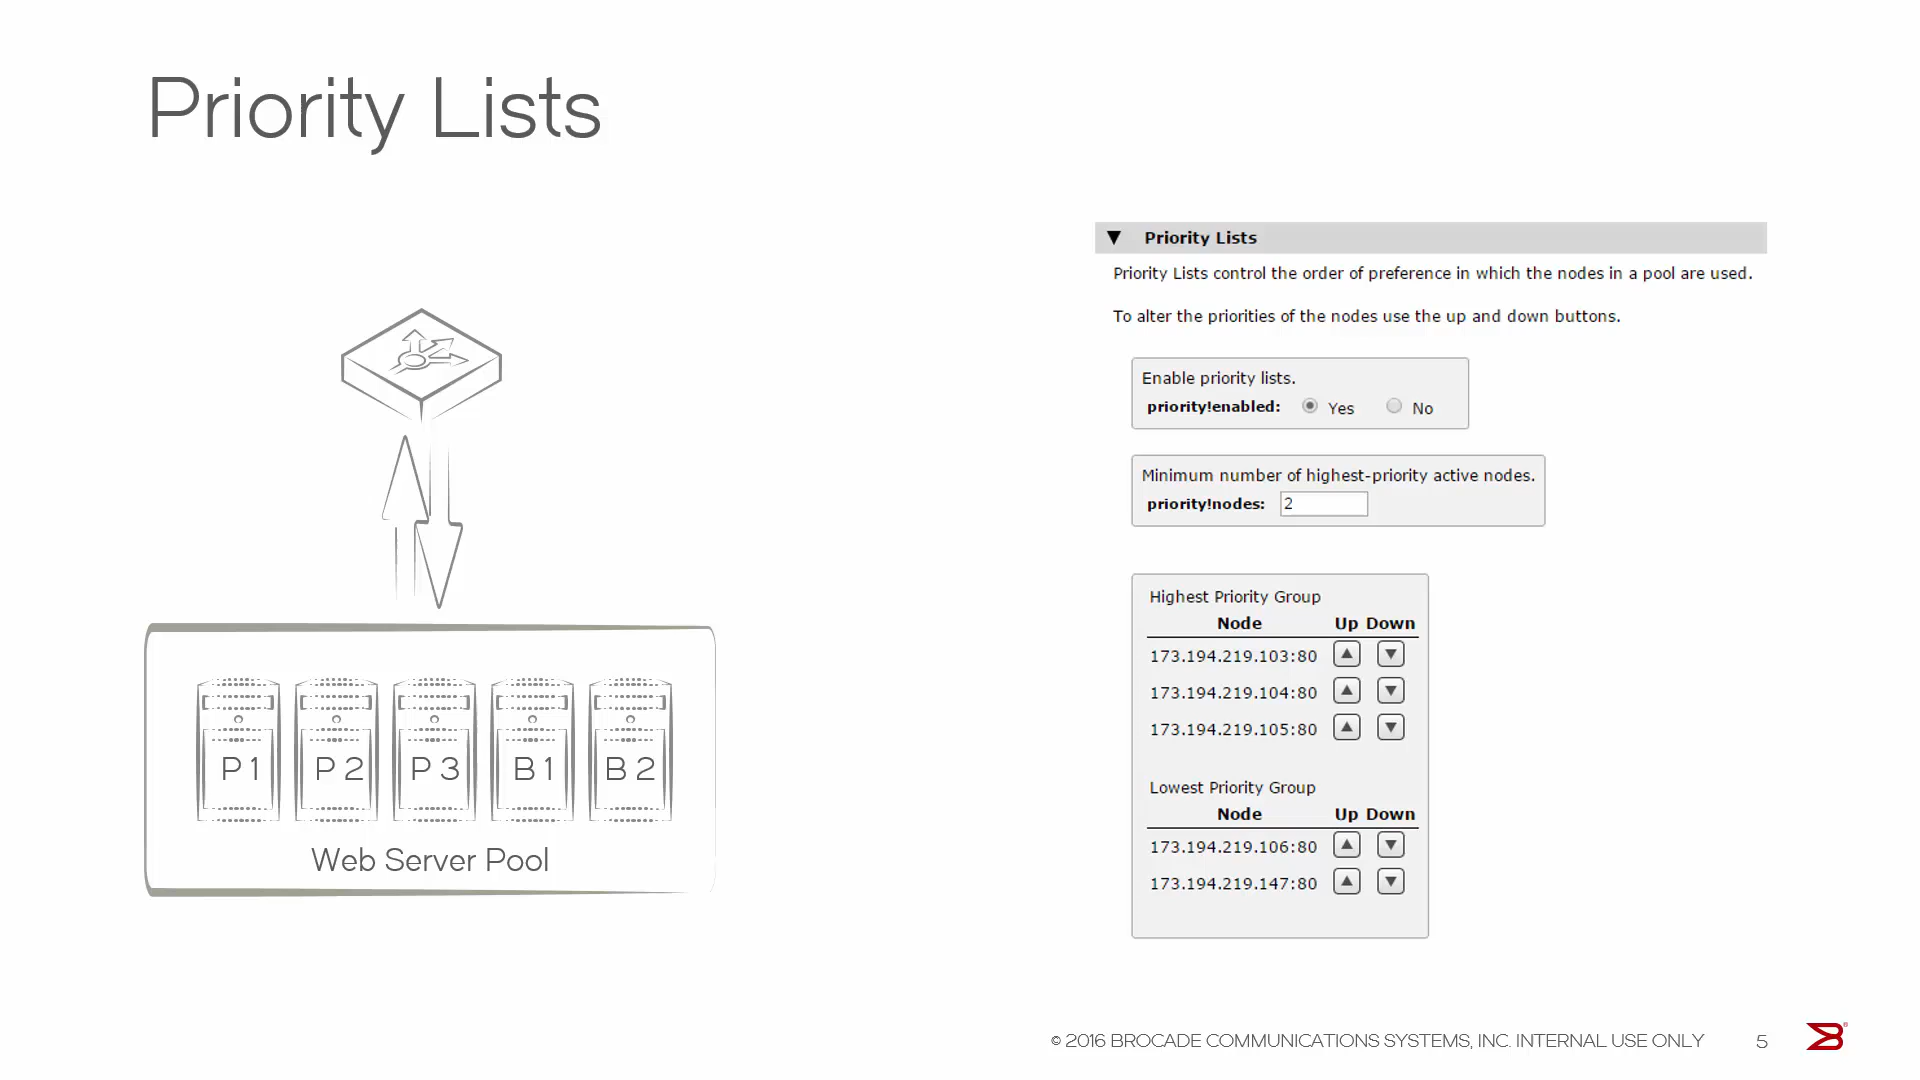 Priority Lists
P 1
P 2
P 3
B 1
B 2
Web Server Pool
▼ Priority Lists
Priority Lists control the order of preference in which the nodes in a pool are used.
To alter the priorities of the nodes use the up and down buttons.
Enable priority lists.
priority!enabled: Yes No
Minimum number of highest-priority active nodes.
priority!nodes: 2
Highest Priority Group
Node Up Down
173.194.219.103:80
173.194.219.104:80
173.194.219.105:80
Lowest Priority Group
Node Up Down
173.194.219.106:80
173.194.219.147:80
© 2016 BROCADE COMMUNICATIONS SYSTEMS, INC. INTERNAL USE ONLY 5